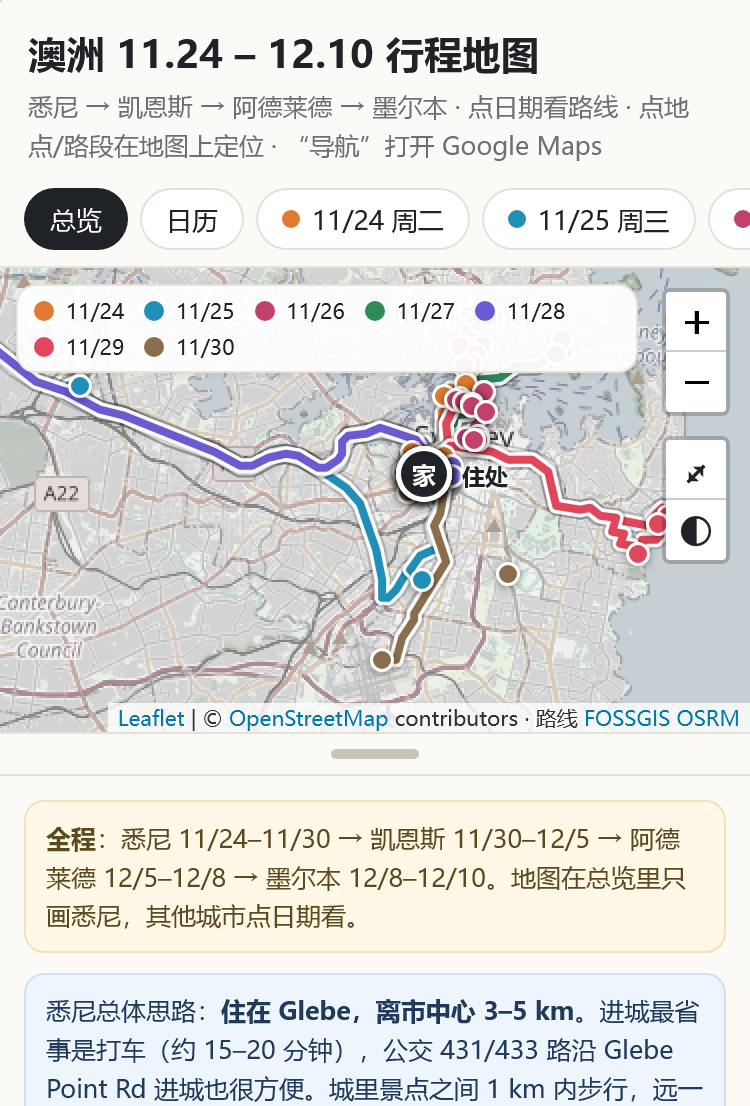 澳洲 11.24 – 12.10 行程地图
悉尼 → 凯恩斯 → 阿德莱德 → 墨尔本 · 点日期看路线 · 点地
点/路段在地图上定位 · “导航”打开 Google Maps
总览
日历
11/24 周二
11/25 周三
11/24
11/25
11/26
11/27
11/28
11/29
11/30
+
−
A22
家
住处
Canterbury-
Bankstown
Council
Leaflet | © OpenStreetMap contributors · 路线 FOSSGIS OSRM
全程：悉尼 11/24–11/30 → 凯恩斯 11/30–12/5 → 阿德
莱德 12/5–12/8 → 墨尔本 12/8–12/10。地图在总览里只
画悉尼，其他城市点日期看。
悉尼总体思路：住在 Glebe，离市中心 3–5 km。进城最省
事是打车（约 15–20 分钟），公交 431/433 路沿 Glebe
Point Rd 进城也很方便。城里景点之间 1 km 内步行，远一